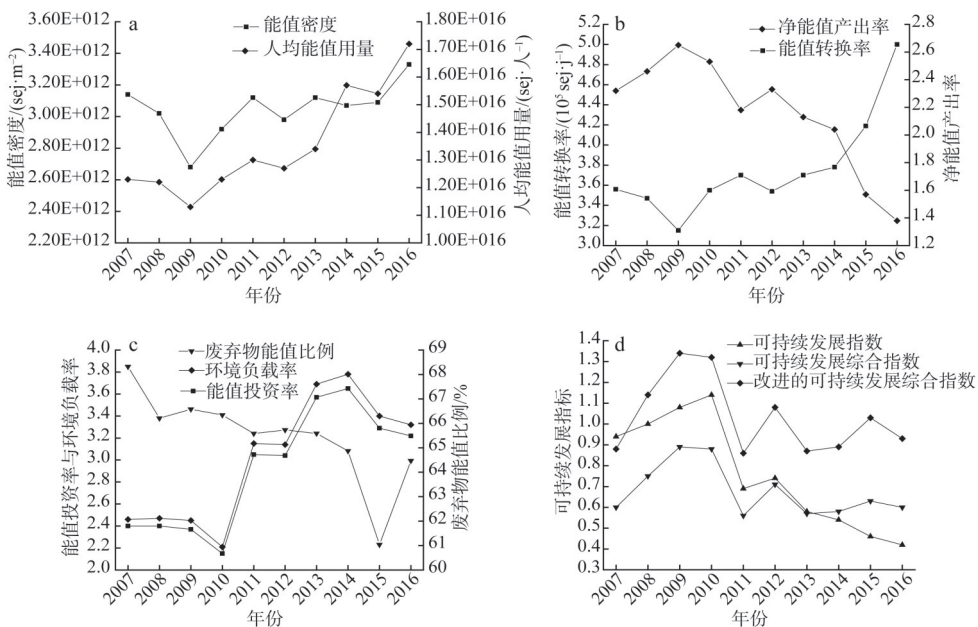 a
能值密度
人均能值用量
能值密度/(sej·m⁻²)
3.60E+012
3.40E+012
3.20E+012
3.00E+012
2.80E+012
2.60E+012
2.40E+012
2.20E+012
1.80E+016
1.70E+016
1.60E+016
1.50E+016
1.40E+016
1.30E+016
1.20E+016
1.10E+016
1.00E+016
人均能值用量/(sej·人⁻¹)
2007 2008 2009 2010 2011 2012 2013 2014 2015 2016
年份
b
净能值产出率
能值转换率
能值转换率/(10⁵ sej·j⁻¹)
5.2
5.0
4.8
4.6
4.4
4.2
4.0
3.8
3.6
3.4
3.2
3.0
2.8
2.6
2.4
2.2
2.0
1.8
1.6
1.4
1.2
净能值产出率
2007 2008 2009 2010 2011 2012 2013 2014 2015 2016
年份
c
废弃物能值比例
环境负载率
能值投资率
能值投资率与环境负载率
4.0
3.8
3.6
3.4
3.2
3.0
2.8
2.6
2.4
2.2
2.0
69
68
67
66
65
64
63
62
61
60
废弃物能值比例/%
2007 2008 2009 2010 2011 2012 2013 2014 2015 2016
年份
d
可持续发展指数
可持续发展综合指数
改进的可持续发展综合指数
可持续发展指标
1.4
1.3
1.2
1.1
1.0
0.9
0.8
0.7
0.6
0.5
0.4
0.3
2007 2008 2009 2010 2011 2012 2013 2014 2015 2016
年份